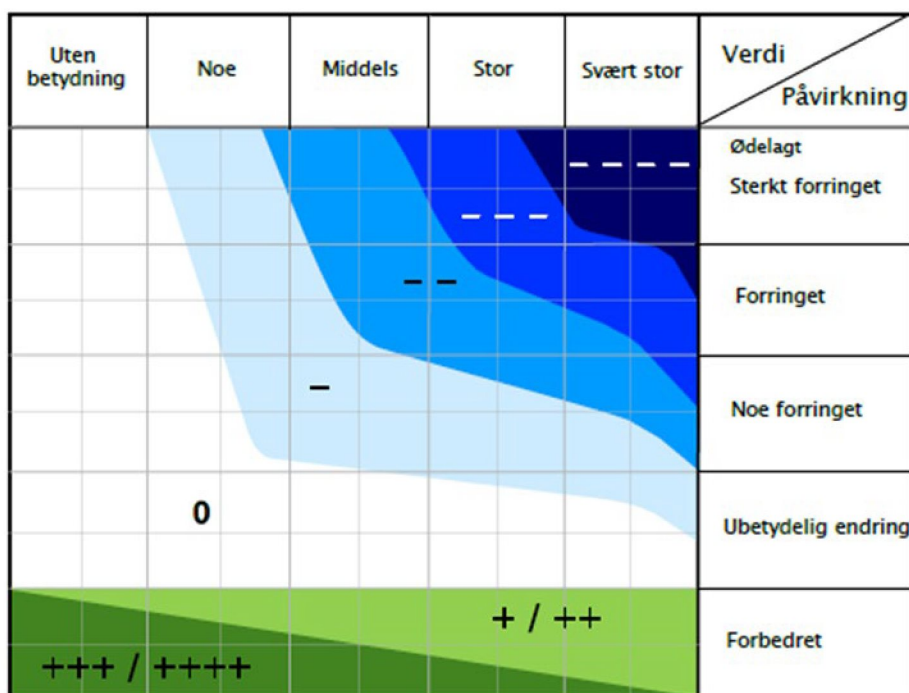 Uten
betydning
Noe
Middels
Stor
Svært stor
Verdi
Påvirkning
Ødelagt
Sterkt forringet
– – – –
– – –
Forringet
– –
Noe forringet
–
Ubetydelig endring
0
Forbedret
+ / ++
+++ / ++++